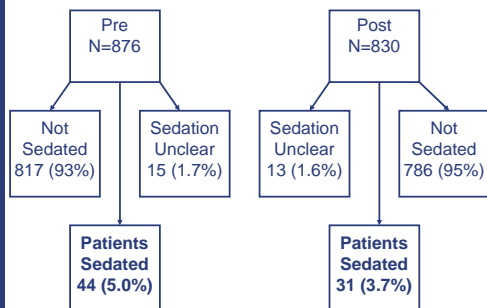 Pre
N=876
Post
N=830
Not
Sedated
817 (93%)
Sedation
Unclear
15 (1.7%)
Sedation
Unclear
13 (1.6%)
Not
Sedated
786 (95%)
Patients
Sedated
44 (5.0%)
Patients
Sedated
31 (3.7%)